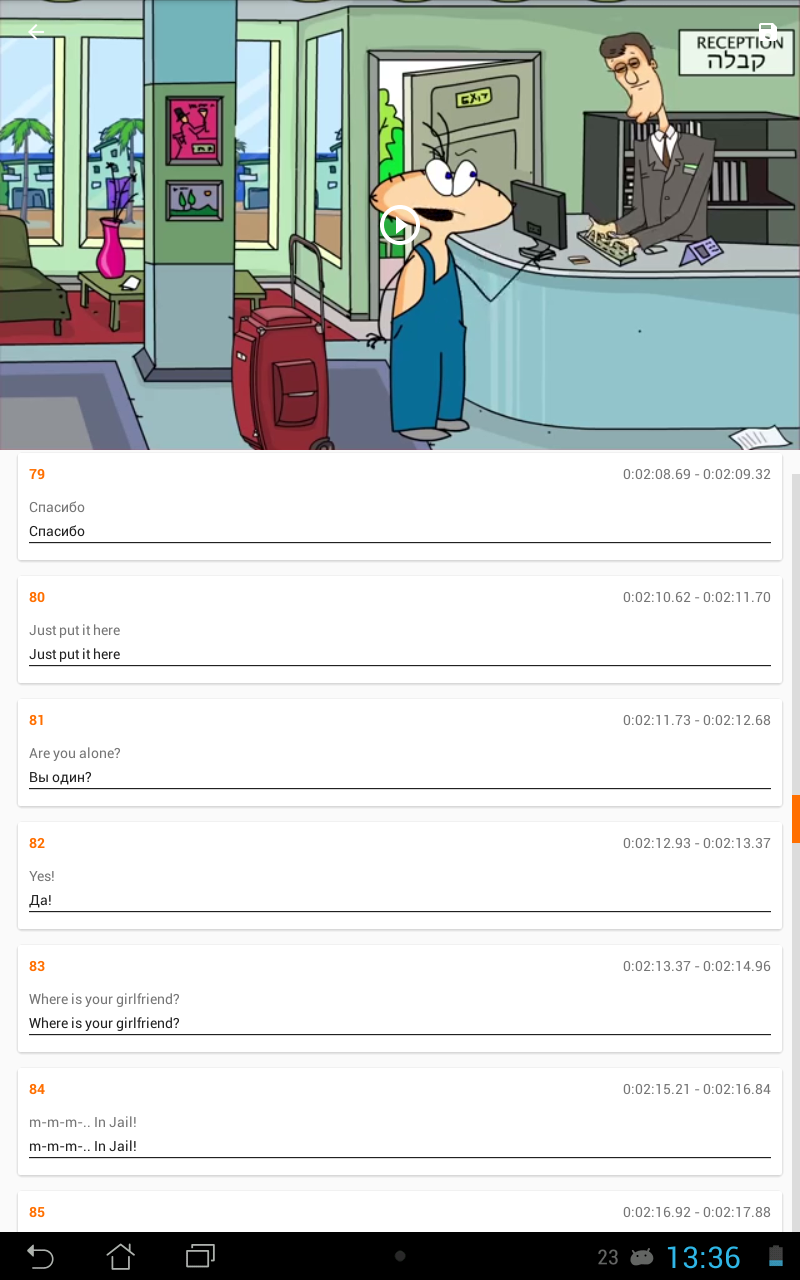 RECEPTION
קבלה
EXIT
79 0:02:08.69 - 0:02:09.32
Спасибо
Спасибо
80 0:02:10.62 - 0:02:11.70
Just put it here
Just put it here
81 0:02:11.73 - 0:02:12.68
Are you alone?
Вы один?
82 0:02:12.93 - 0:02:13.37
Yes!
Да!
83 0:02:13.37 - 0:02:14.96
Where is your girlfriend?
Where is your girlfriend?
84 0:02:15.21 - 0:02:16.84
m-m-m-.. In Jail!
m-m-m-.. In Jail!
85 0:02:16.92 - 0:02:17.88
23 13:36